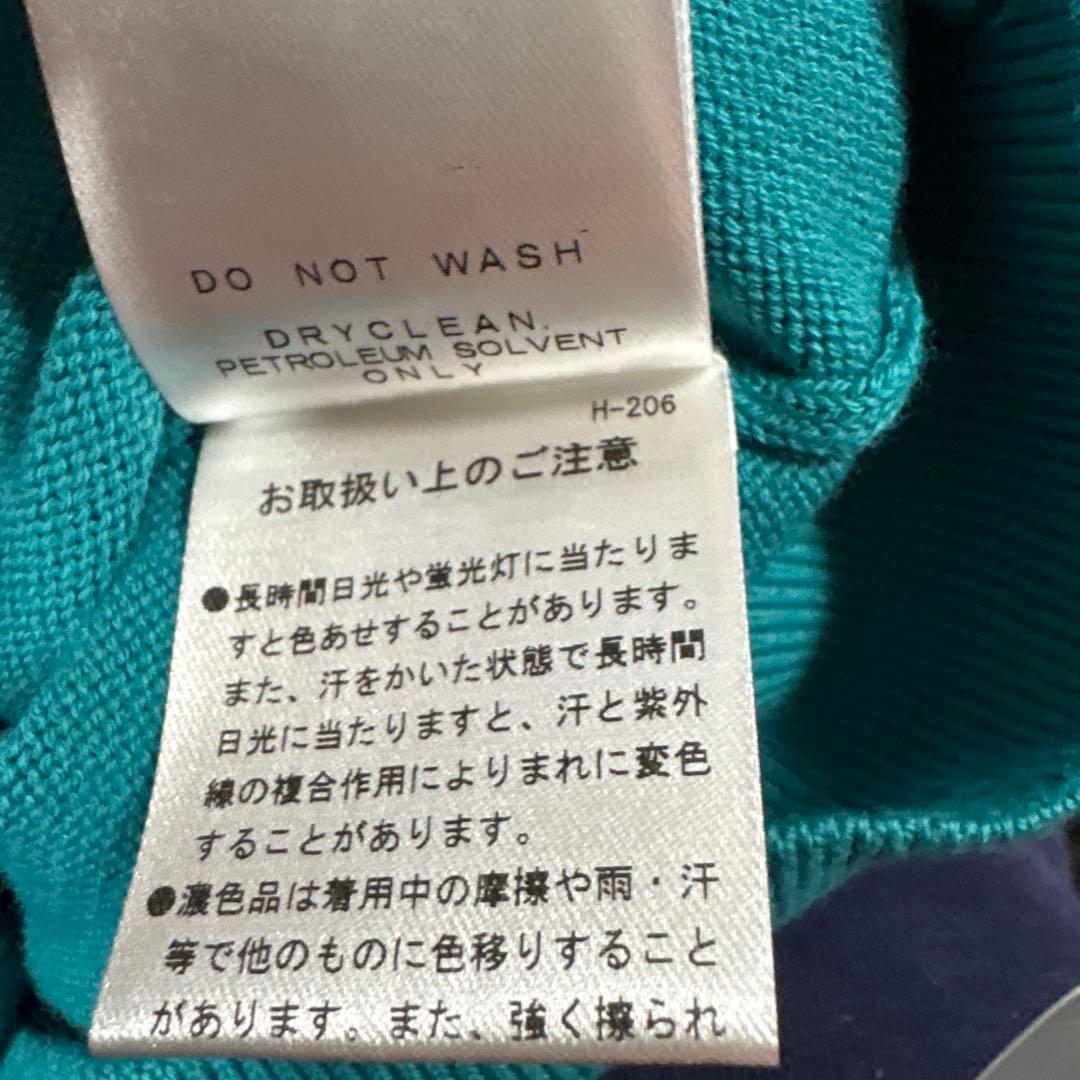 DO NOT WASH
DRYCLEAN.
PETROLEUM SOLVENT
ONLY
H-206
お取扱い上のご注意
●長時間日光や蛍光灯に当たりま
すと色あせすることがあります。
また、汗をかいた状態で長時間
日光に当たりますと、汗と紫外
線の複合作用によりまれに変色
することがあります。
●濃色品は着用中の摩擦や雨・汗
等で他のものに色移りすること
があります。また、強く擦られ